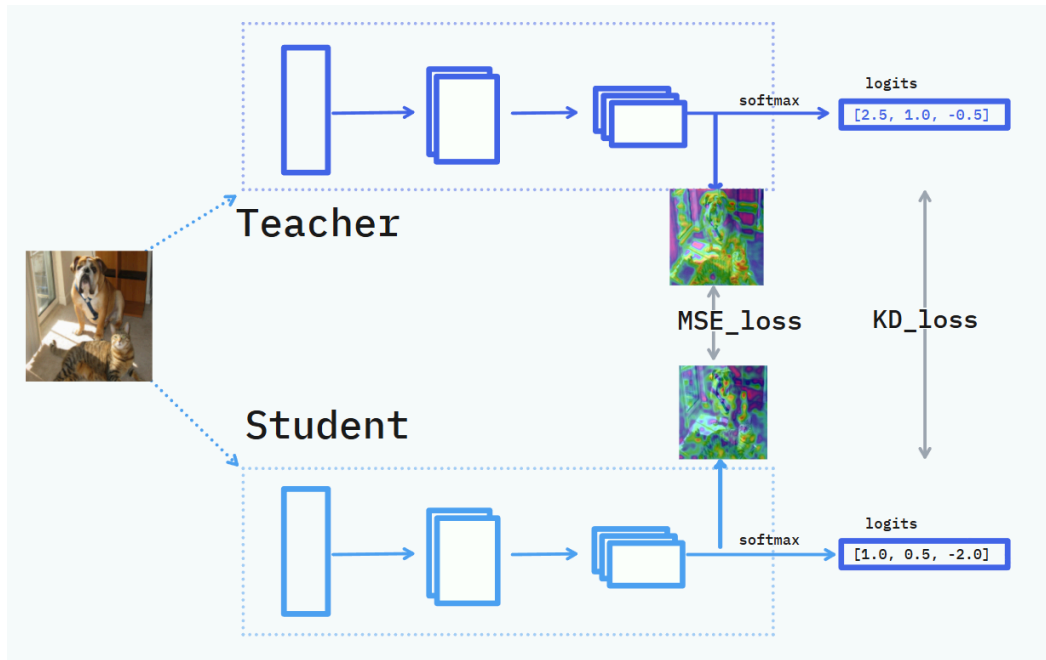 logits
softmax
[2.5, 1.0, -0.5]
Teacher
MSE_loss
KD_loss
Student
logits
softmax
[1.0, 0.5, -2.0]